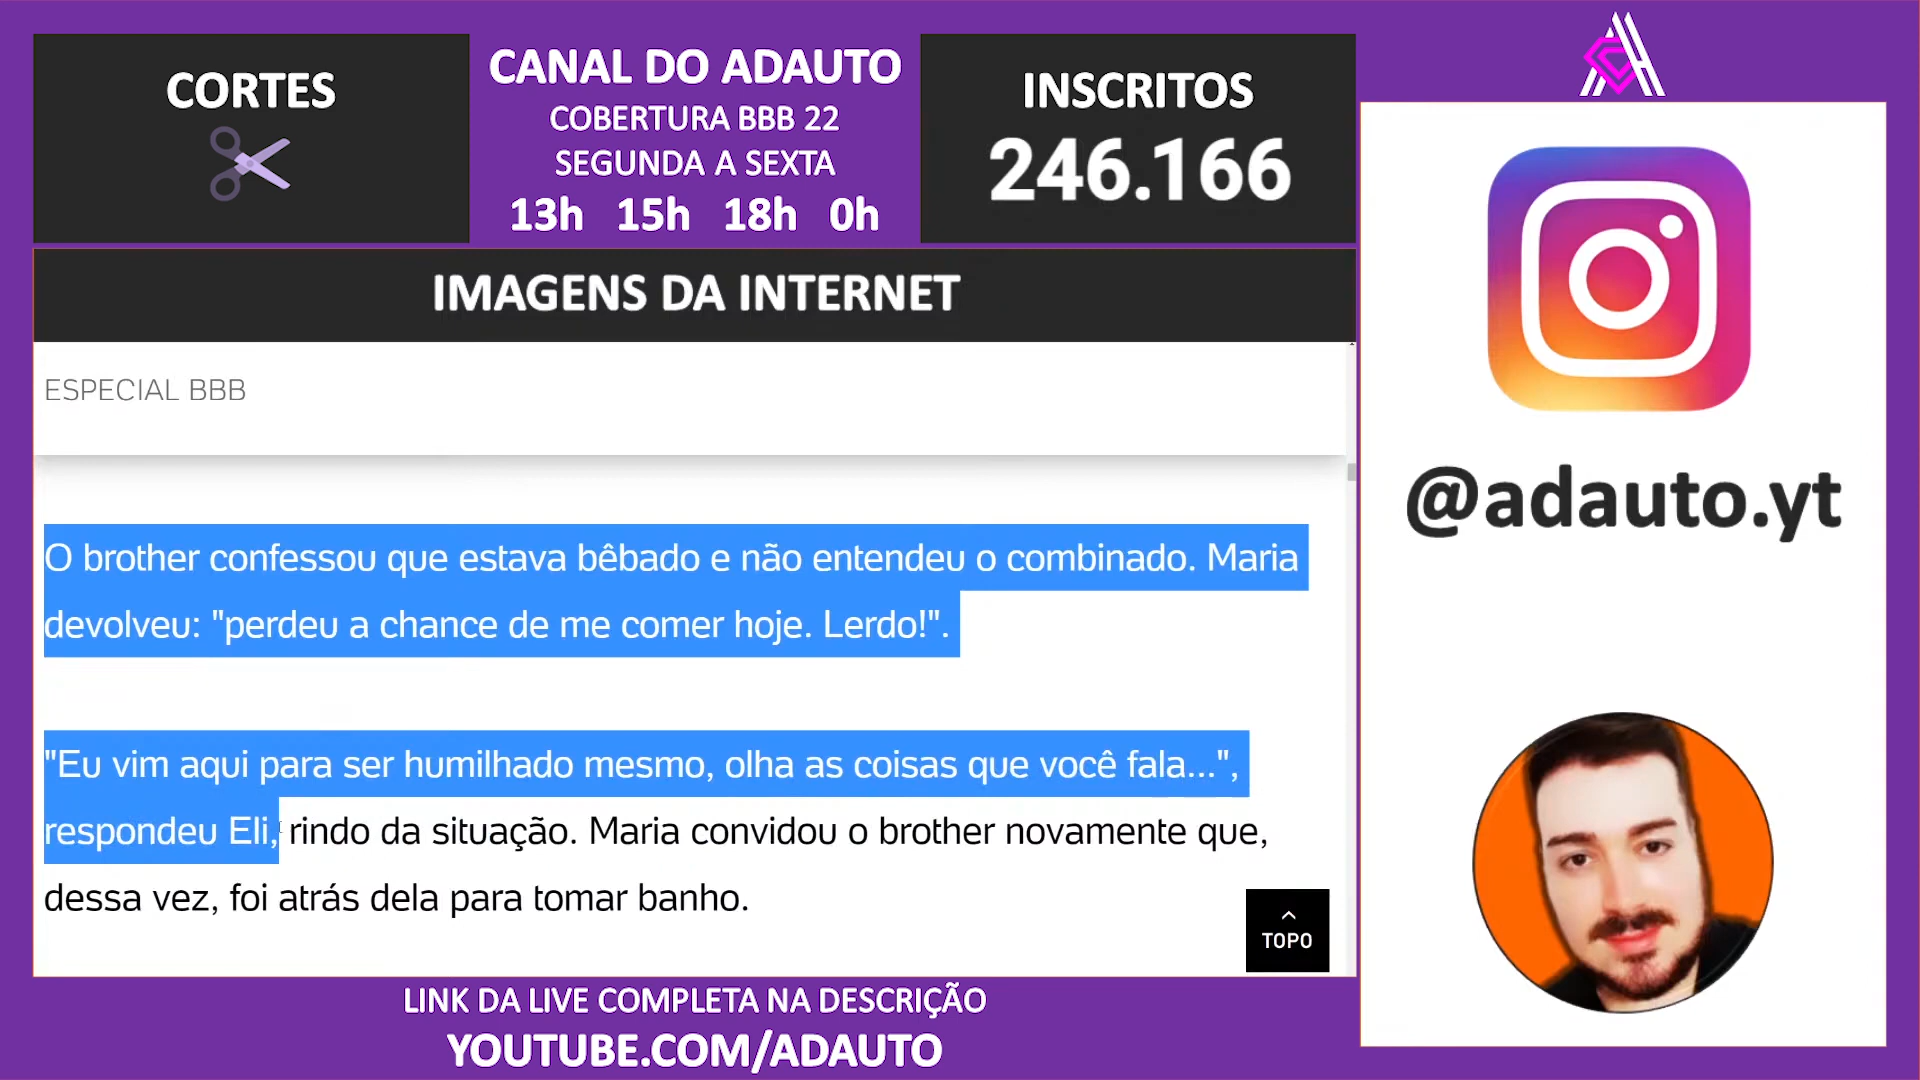 CORTES
CANAL DO ADAUTO
COBERTURA BBB 22
SEGUNDA A SEXTA
13h 15h 18h 0h
INSCRITOS
246.166
IMAGENS DA INTERNET
ESPECIAL BBB
O brother confessou que estava bêbado e não entendeu o combinado. Maria
devolveu: "perdeu a chance de me comer hoje. Lerdo!".
"Eu vim aqui para ser humilhado mesmo, olha as coisas que você fala...",
respondeu Eli, rindo da situação. Maria convidou o brother novamente que,
dessa vez, foi atrás dela para tomar banho.
TOPO
LINK DA LIVE COMPLETA NA DESCRIÇÃO
YOUTUBE.COM/ADAUTO
@adauto.yt